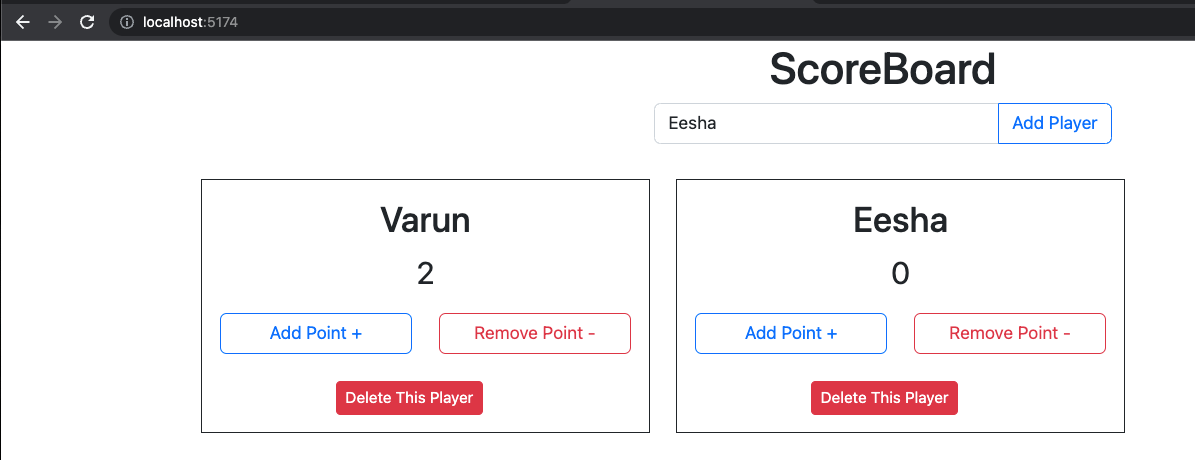 localhost:5174
ScoreBoard
Eesha Add Player
Varun
2
Add Point + Remove Point -
Delete This Player
Eesha
0
Add Point + Remove Point -
Delete This Player